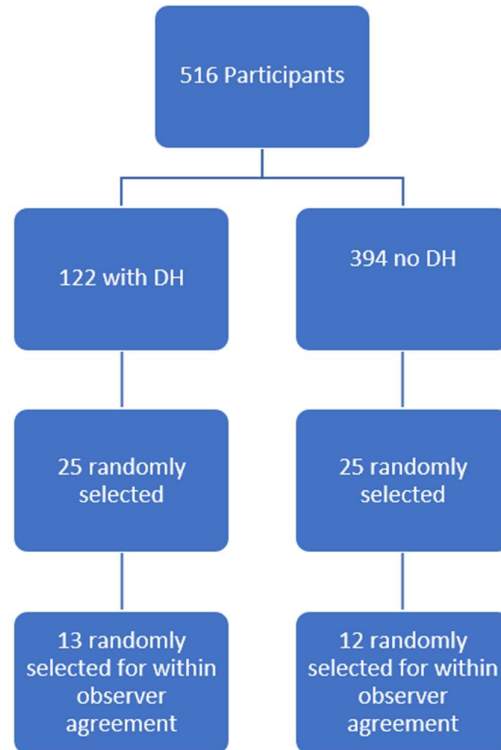 516 Participants
122 with DH
394 no DH
25 randomly
selected
25 randomly
selected
13 randomly
selected for within
observer
agreement
12 randomly
selected for within
observer
agreement